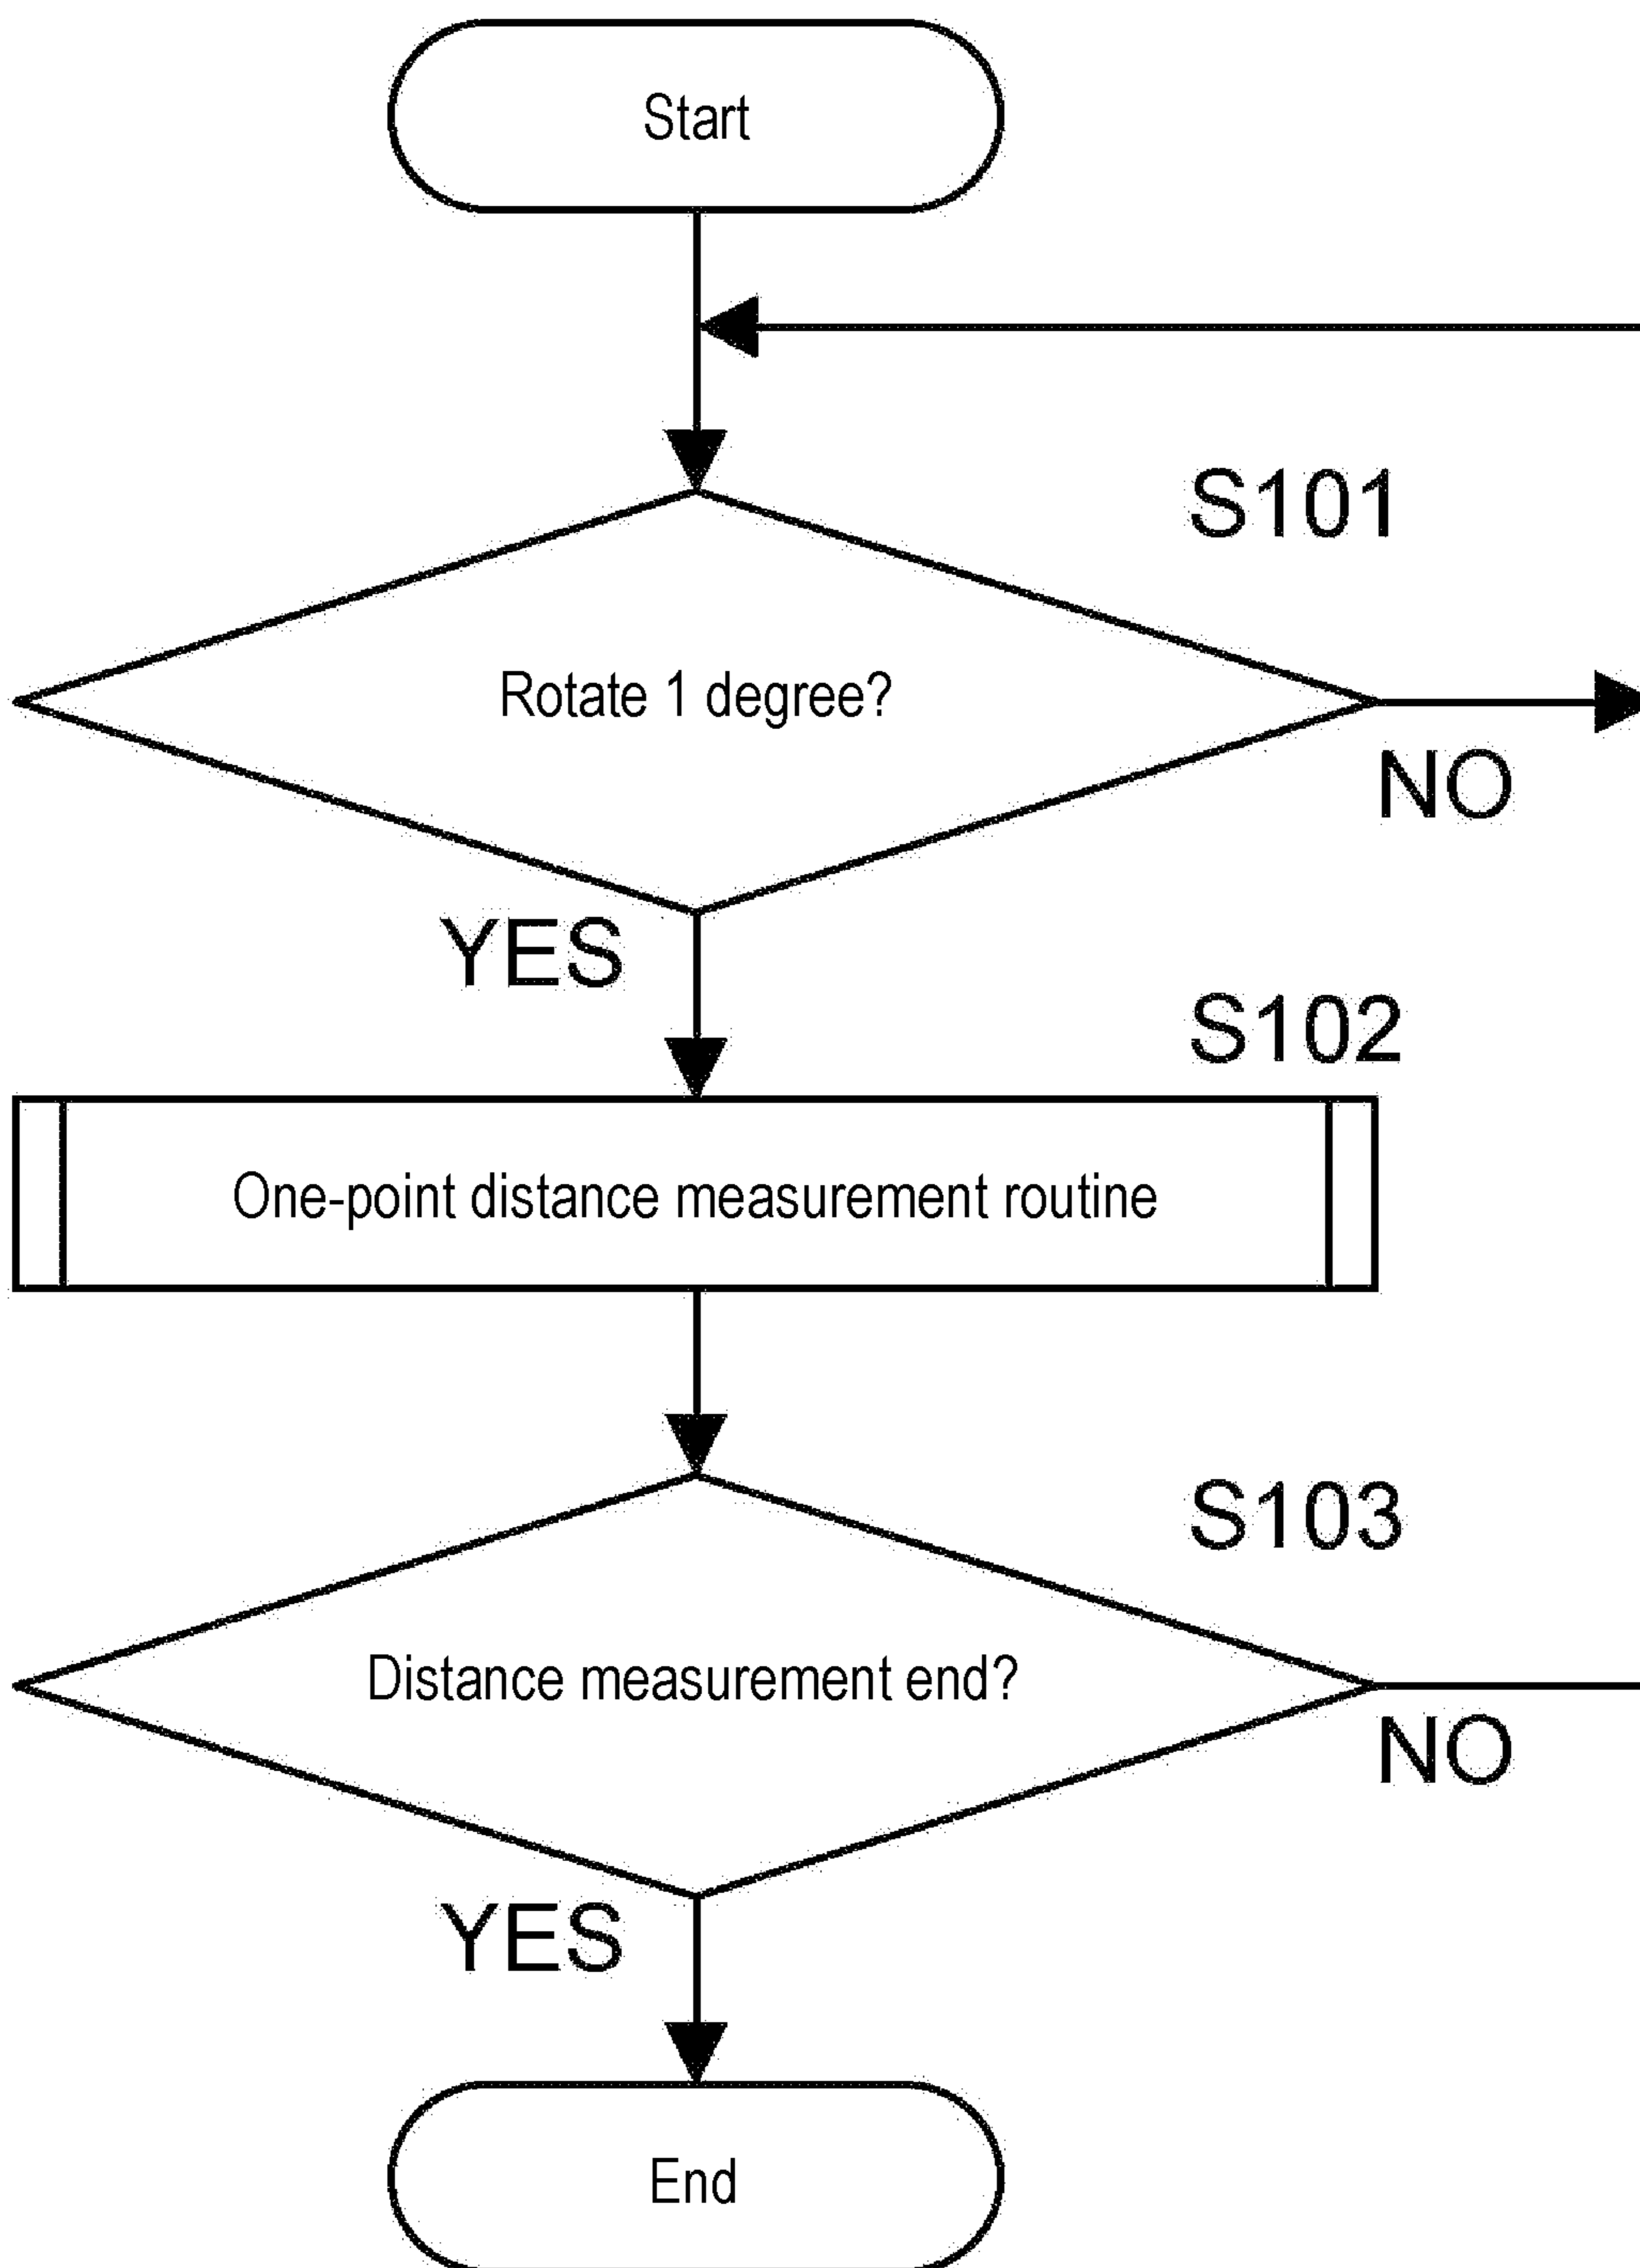 Start
S101
Rotate 1 degree?
NO
YES
S102
One-point distance measurement routine
S103
Distance measurement end?
NO
YES
End